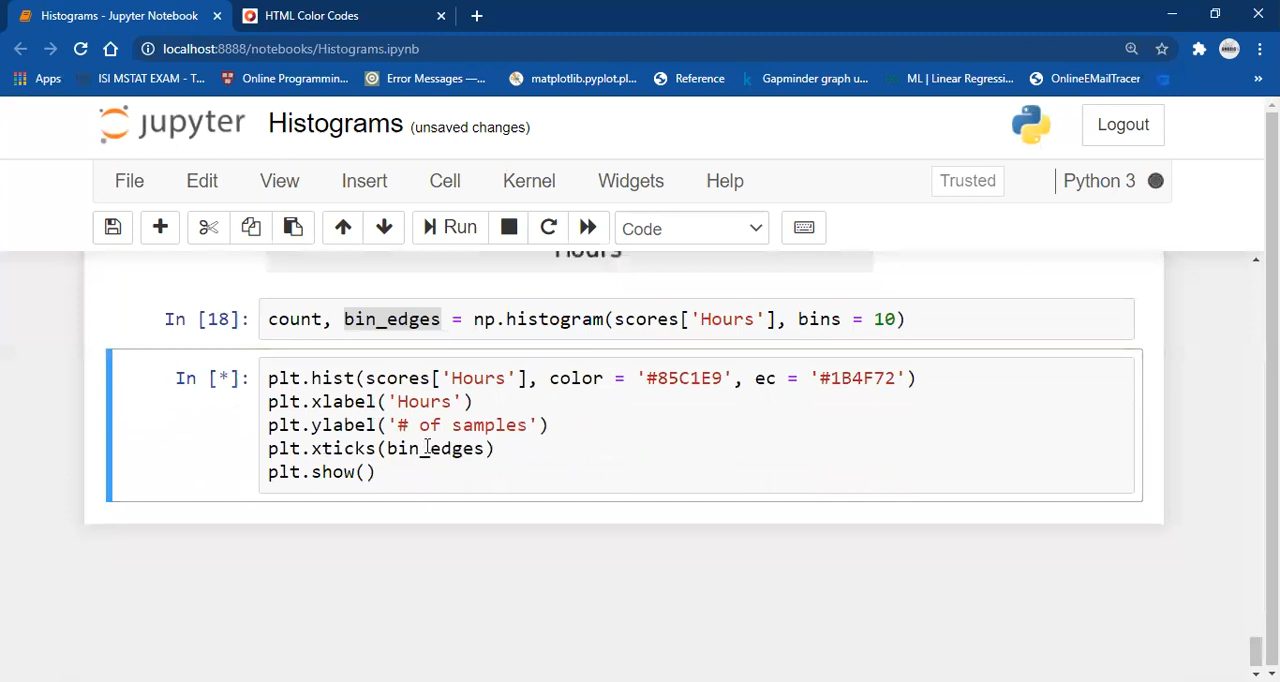 Histograms - Jupyter Notebook
HTML Color Codes
localhost:8888/notebooks/Histograms.ipynb
Apps
ISI MSTAT EXAM - T...
Online Programmin...
Error Messages —...
matplotlib.pyplot.pl...
Reference
Gapminder graph u...
ML | Linear Regressi...
OnlineEMailTracer
»
jupyter Histograms (unsaved changes)
Logout
File Edit View Insert Cell Kernel Widgets Help
Trusted
Python 3
Run
Code
Hours
In [18]: count, bin_edges = np.histogram(scores['Hours'], bins = 10)
In [*]: plt.hist(scores['Hours'], color = '#85C1E9', ec = '#1B4F72')
plt.xlabel('Hours')
plt.ylabel('# of samples')
plt.xticks(bin_edges)
plt.show()